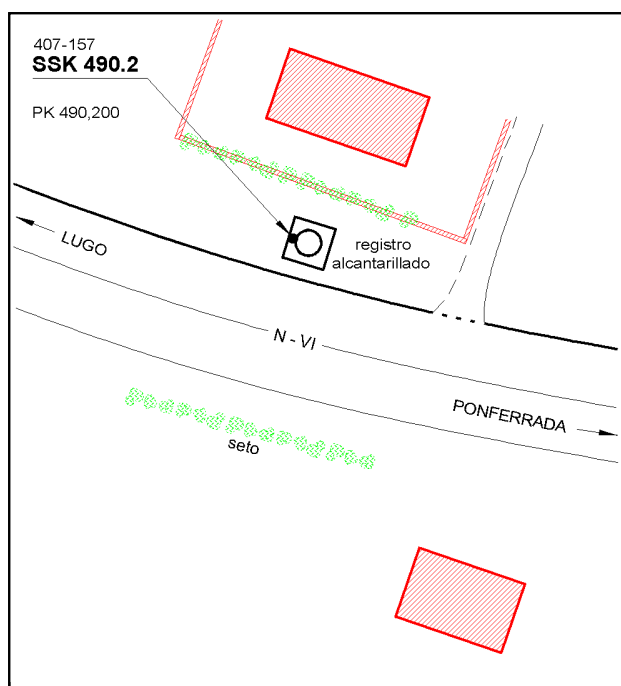 407-157
SSK 490.2
PK 490,200
LUGO
registro
alcantarillado
N - VI
PONFERRADA
seto